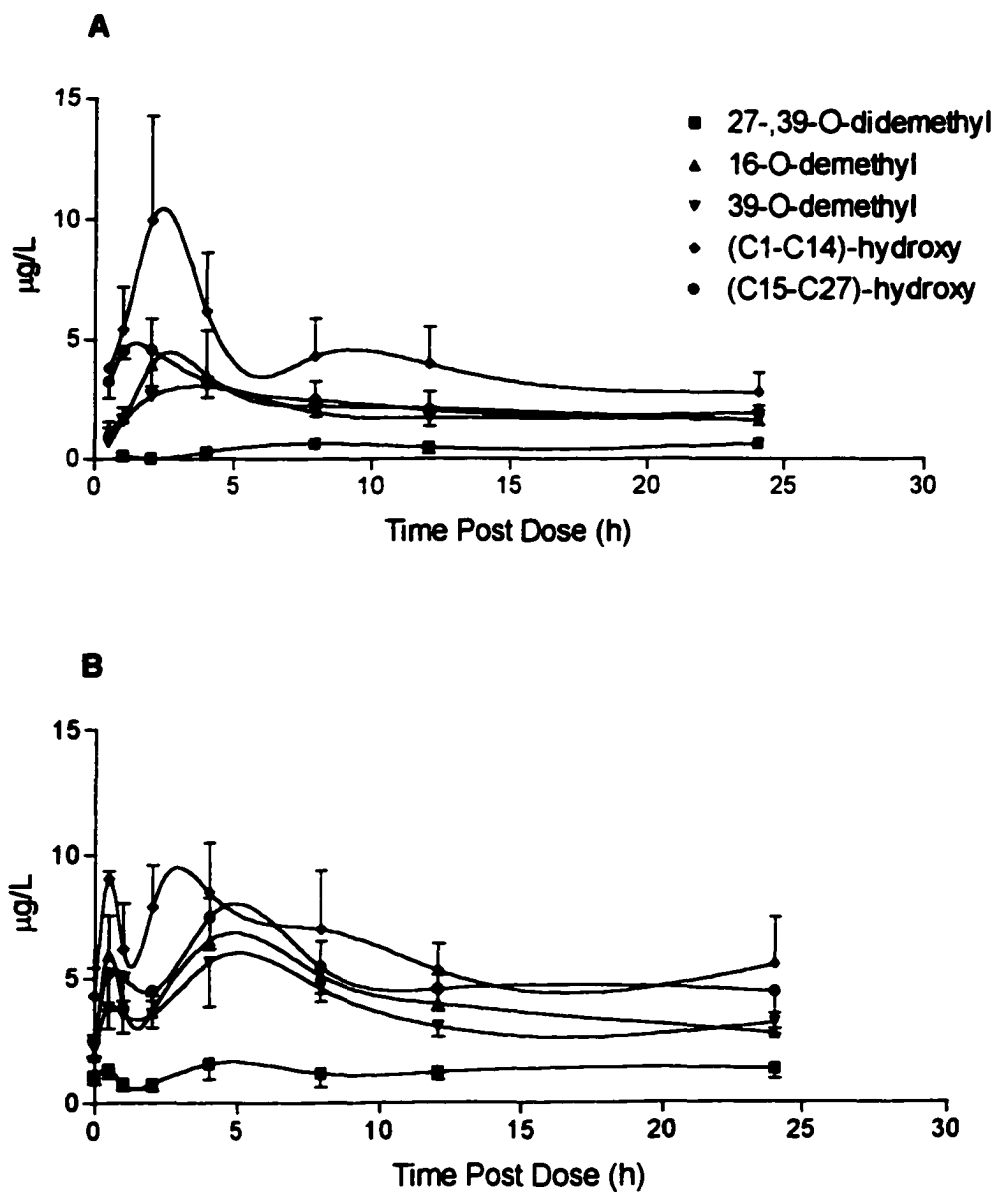 A
15
10
5
0
µg/L
27-,39-O-didemethyl
16-O-demethyl
39-O-demethyl
(C1-C14)-hydroxy
(C15-C27)-hydroxy
0 5 10 15 20 25 30
Time Post Dose (h)
B
15
10
5
0
µg/L
0 5 10 15 20 25 30
Time Post Dose (h)